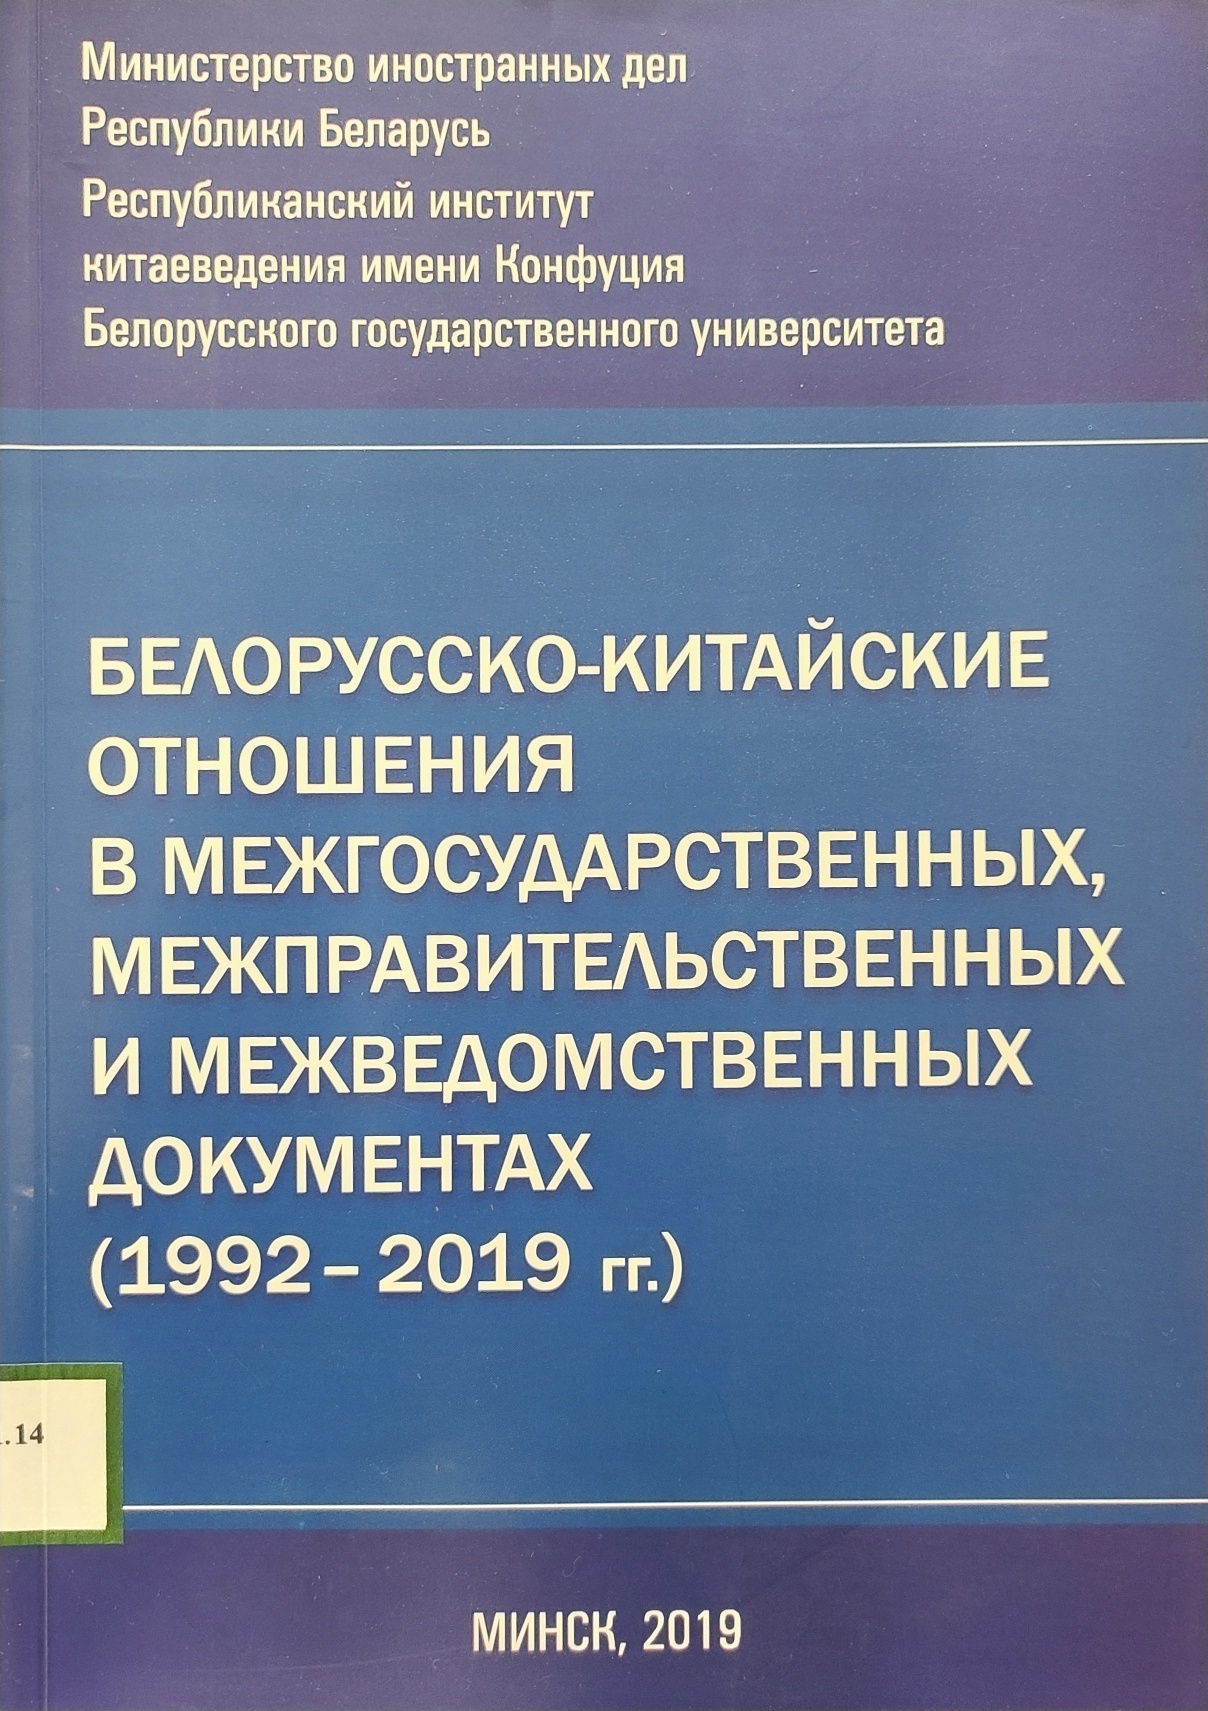 Министерство иностранных дел
Республики Беларусь
Республиканский институт
китаеведения имени Конфуция
Белорусского государственного университета
БЕЛОРУССКО-КИТАЙСКИЕ
ОТНОШЕНИЯ
В МЕЖГОСУДАРСТВЕННЫХ,
МЕЖПРАВИТЕЛЬСТВЕННЫХ
И МЕЖВЕДОМСТВЕННЫХ
ДОКУМЕНТАХ
(1992 – 2019 гг.)
.14
МИНСК, 2019